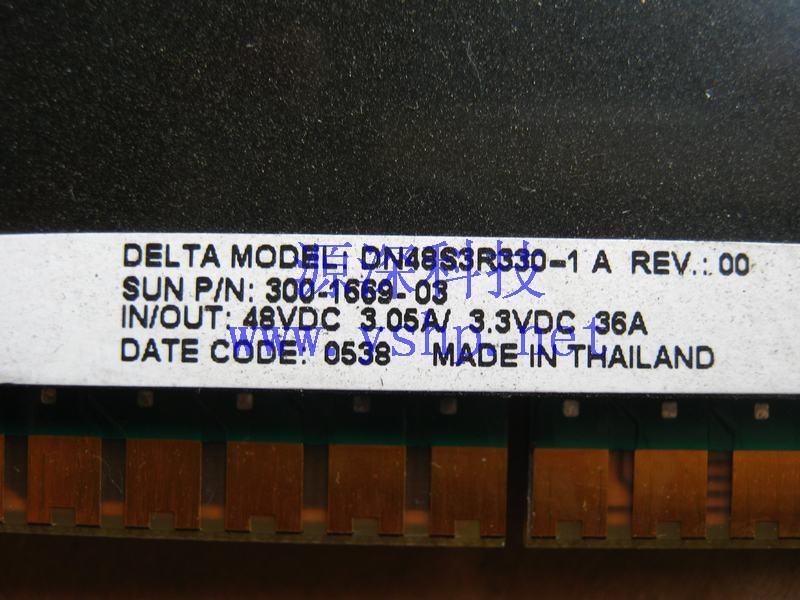 DELTA MODEL: DN48S3R330-1 A REV.: 00
源深科技
SUN P/N: 300-1669-03
IN/OUT: 48VDC 3.05A/ 3.3VDC 36A
www.yshp.net
DATE CODE: 0538 MADE IN THAILAND